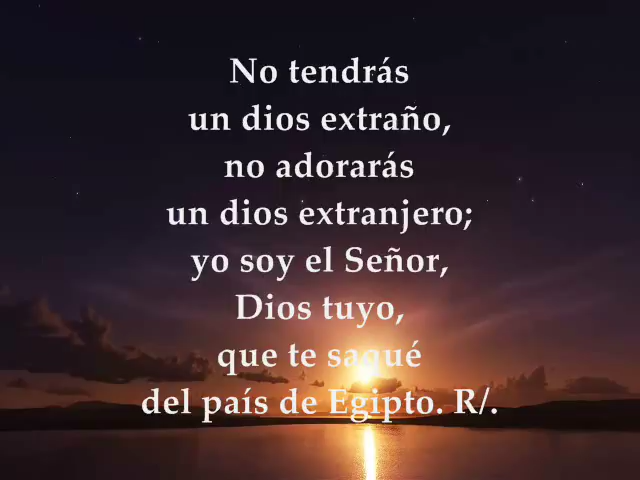 No tendrás
un dios extraño,
no adorarás
un dios extranjero;
yo soy el Señor,
Dios tuyo,
que te saqué
del país de Egipto. R/.